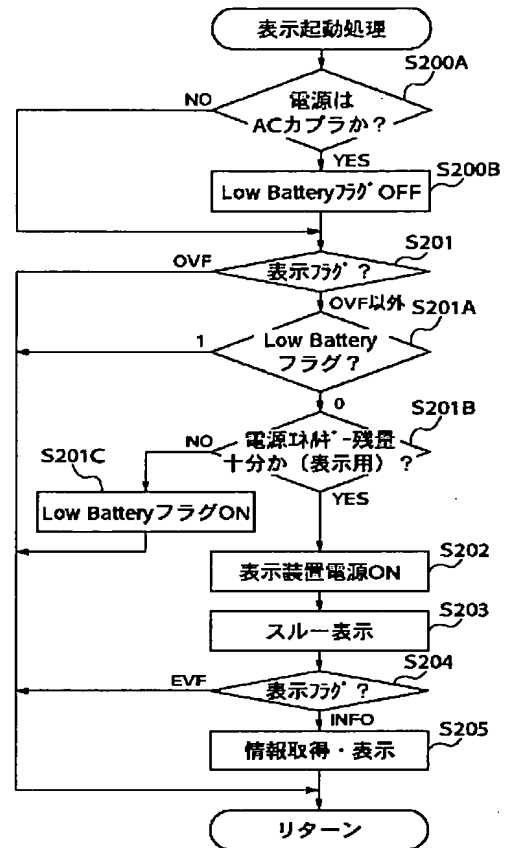 表示起動処理
S200A
電源は
ACカプラか？
NO
YES
S200B
Low Batteryﾌﾗｸﾞ OFF
S201
OVF
表示ﾌﾗｸﾞ？
OVF以外
S201A
1
Low Battery
フラグ？
0
S201B
NO
電源ｴﾈﾙｷﾞｰ残量
十分か（表示用）？
S201C
YES
Low BatteryフラグON
S202
表示装置電源ON
S203
スルー表示
S204
EVF
表示ﾌﾗｸﾞ？
INFO
S205
情報取得・表示
リターン